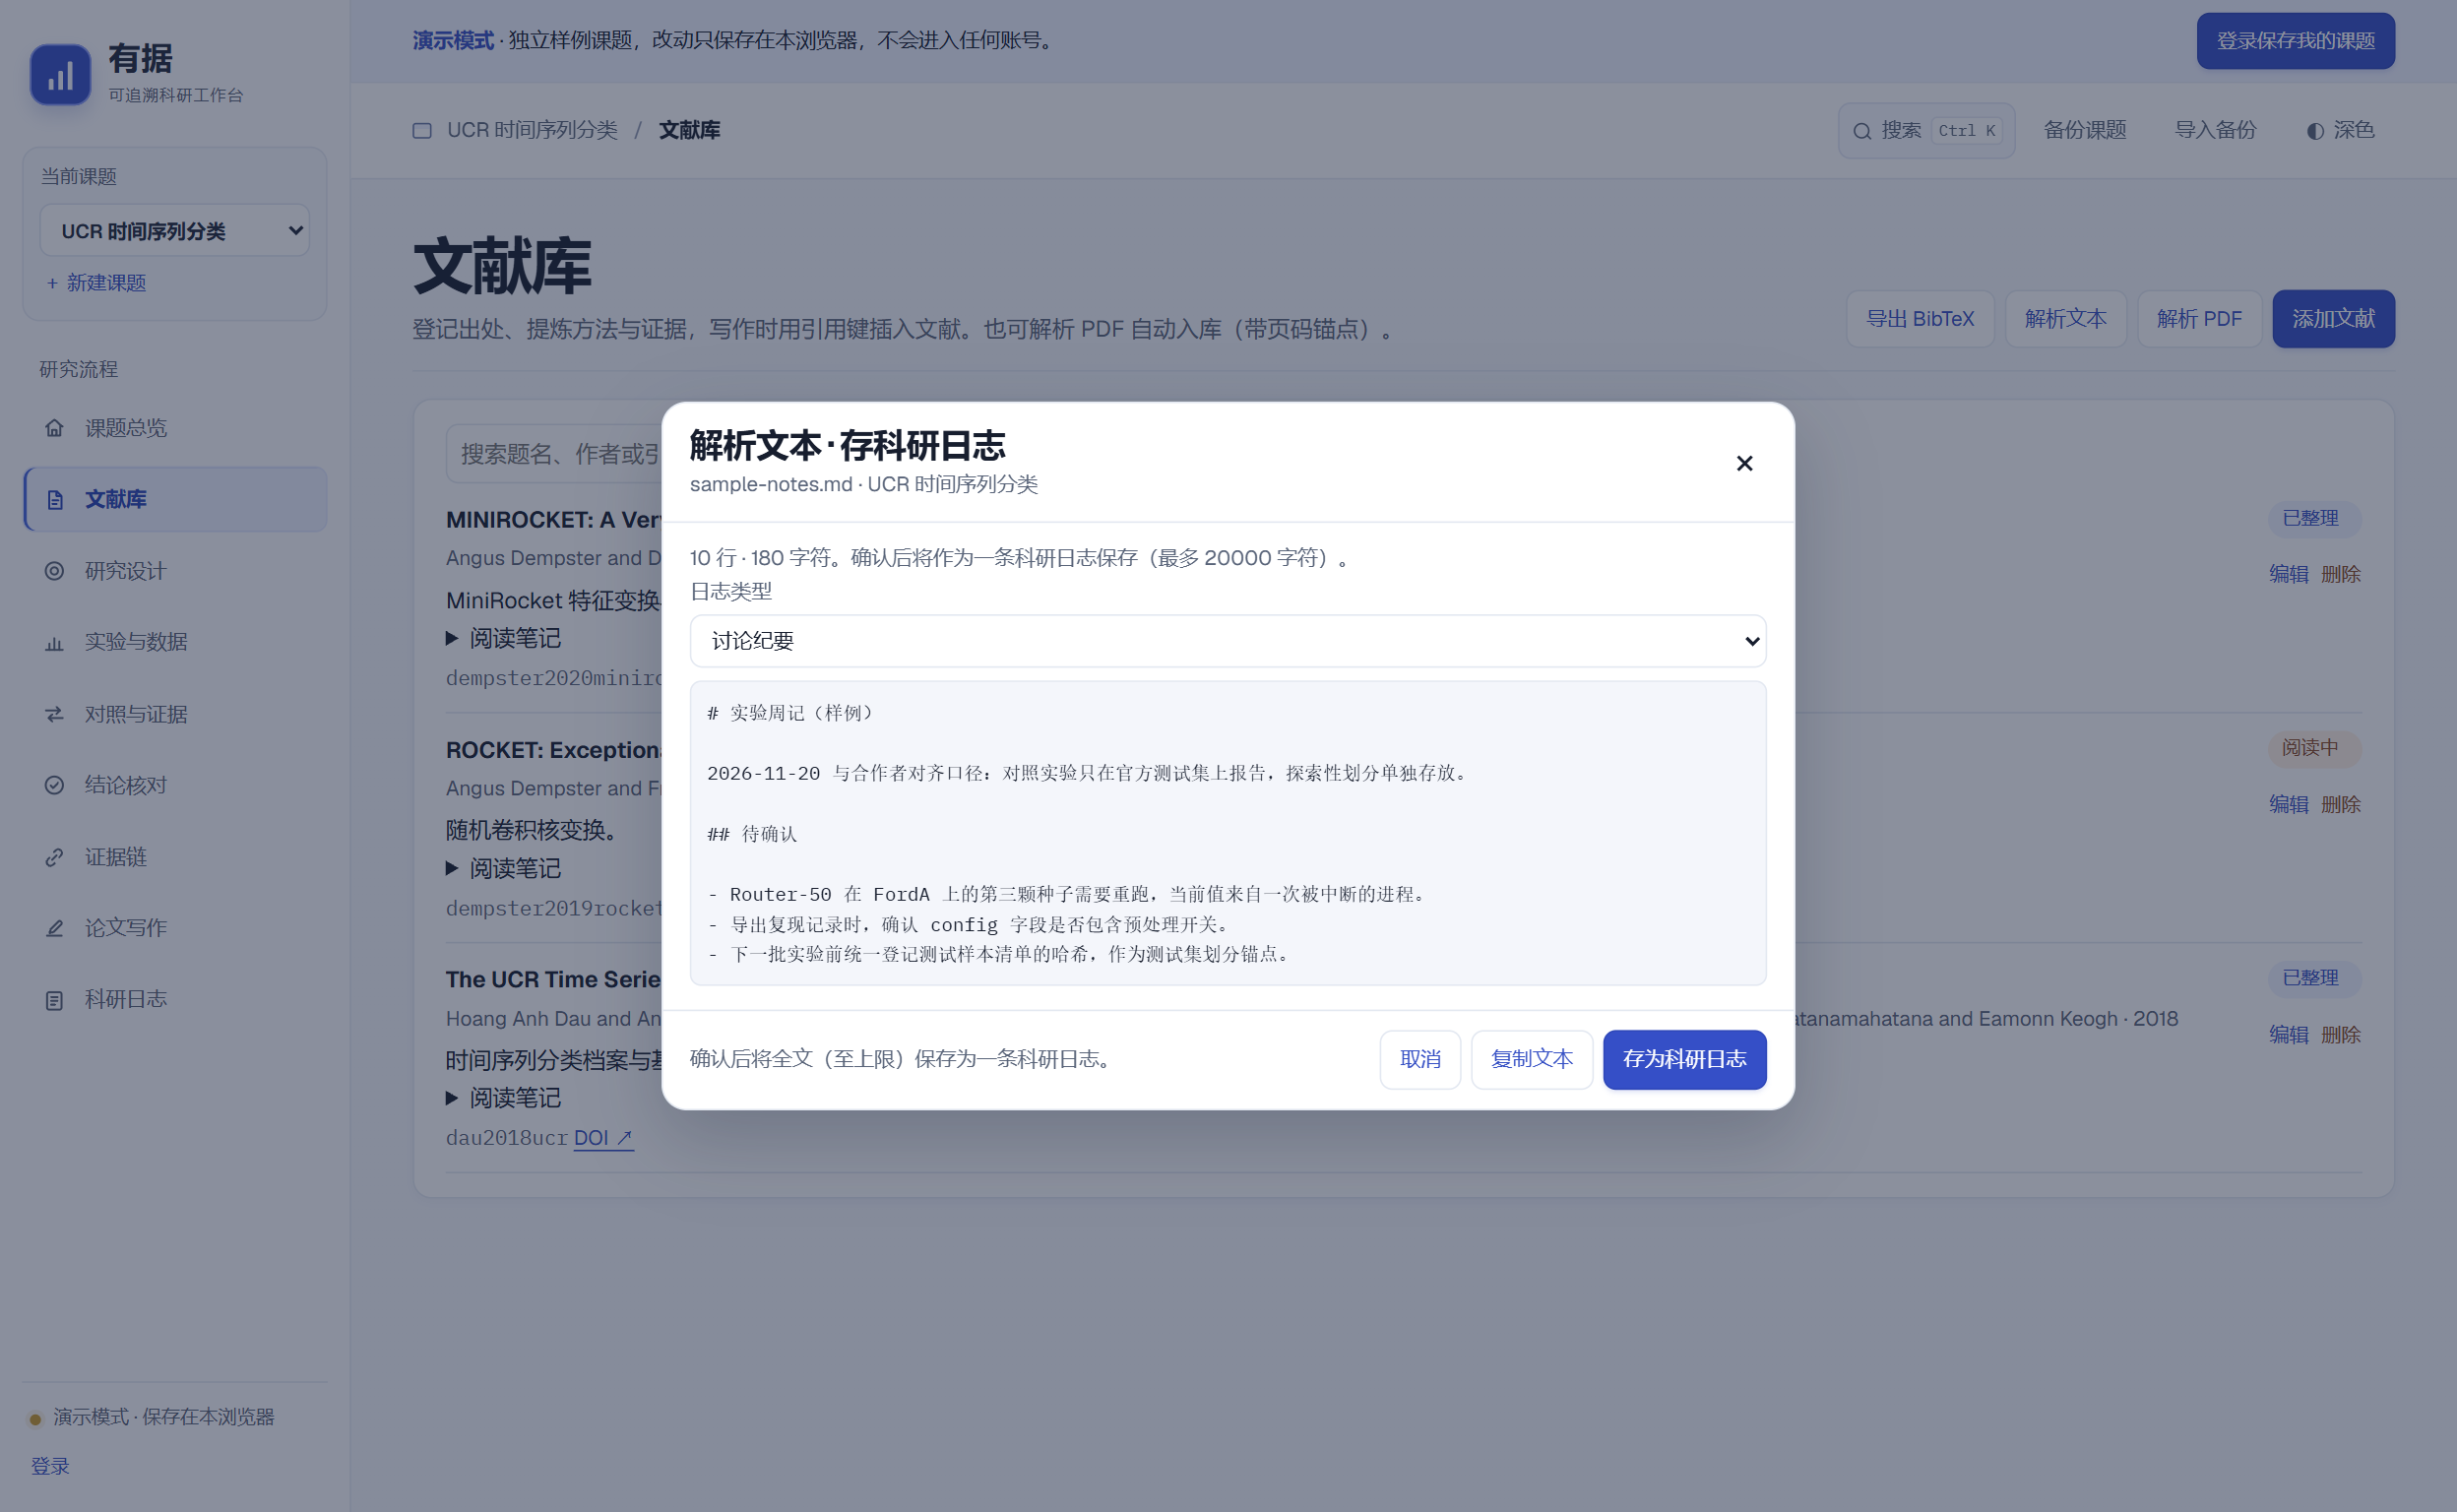 有据
可追溯科研工作台
当前课题
UCR 时间序列分类
+ 新建课题
研究流程
课题总览
文献库
研究设计
实验与数据
对照与证据
结论核对
证据链
论文写作
科研日志
演示模式 · 保存在本浏览器
登录
演示模式 · 独立样例课题，改动只保存在本浏览器，不会进入任何账号。
登录保存我的课题
UCR 时间序列分类 / 文献库
搜索 Ctrl K
备份课题
导入备份
深色
文献库
登记出处、提炼方法与证据，写作时用引用键插入文献。也可解析 PDF 自动入库（带页码锚点）。
导出 BibTeX
解析文本
解析 PDF
添加文献
搜索题名、作者或引
MINIROCKET: A Ver
已整理
Angus Dempster and D
编辑 删除
MiniRocket 特征变换
阅读笔记
dempster2020miniro
ROCKET: Exceptiona
阅读中
Angus Dempster and F
编辑 删除
随机卷积核变换。
阅读笔记
dempster2019rocket
The UCR Time Serie
已整理
Hoang Anh Dau and An
atanamahatana and Eamonn Keogh · 2018
编辑 删除
时间序列分类档案与基
阅读笔记
dau2018ucr DOI ↗
解析文本 · 存科研日志
sample-notes.md · UCR 时间序列分类
10 行 · 180 字符。确认后将作为一条科研日志保存（最多 20000 字符）。
日志类型
讨论纪要
# 实验周记（样例）
2026-11-20 与合作者对齐口径：对照实验只在官方测试集上报告，探索性划分单独存放。
## 待确认
- Router-50 在 FordA 上的第三颗种子需要重跑，当前值来自一次被中断的进程。
- 导出复现记录时，确认 config 字段是否包含预处理开关。
- 下一批实验前统一登记测试样本清单的哈希，作为测试集划分锚点。
确认后将全文（至上限）保存为一条科研日志。
取消
复制文本
存为科研日志